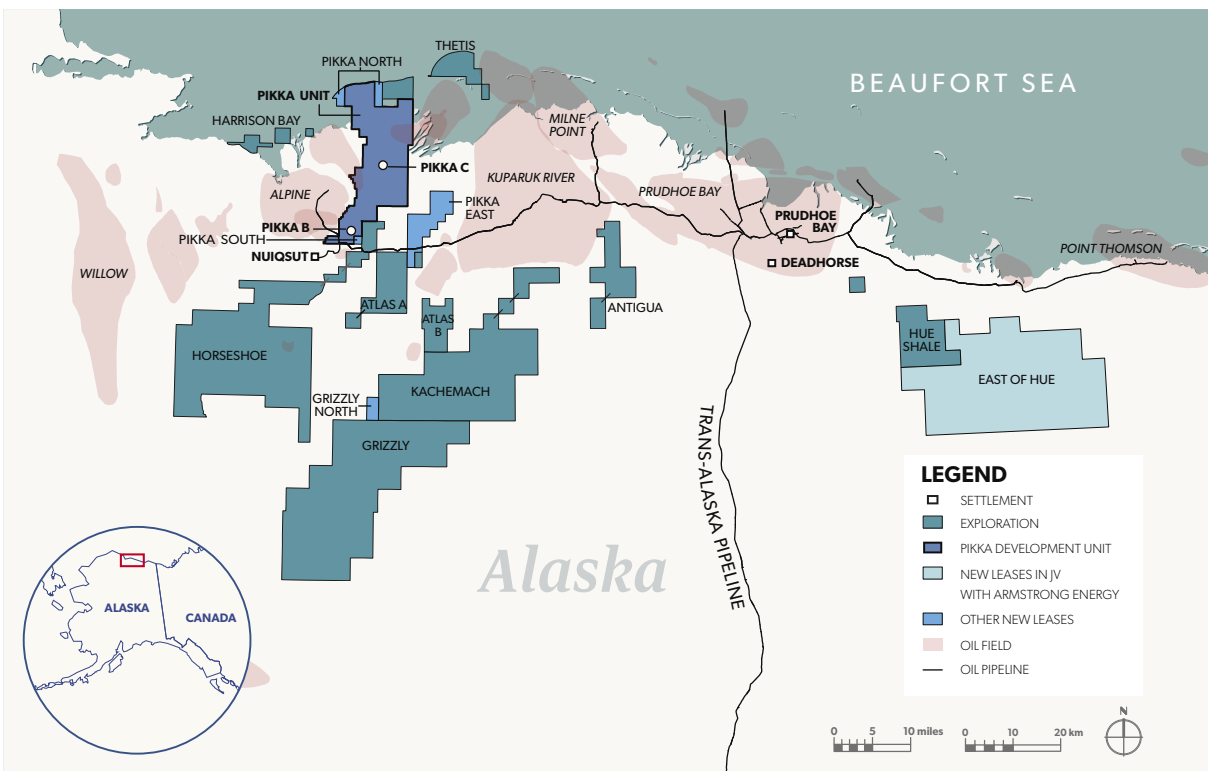 THETIS
PIKKA NORTH
BEAUFORT SEA
PIKKA UNIT
HARRISON BAY
MILNE
POINT
PIKKA C
KUPARUK RIVER
ALPINE
PRUDHOE BAY
PIKKA
EAST
PIKKA B
PRUDHOE
BAY
PIKKA SOUTH
NUIQSUT
POINT THOMSON
DEADHORSE
WILLOW
ATLAS A
ANTIGUA
ATLAS
B
HORSESHOE
HUE
SHALE
EAST OF HUE
KACHEMACH
GRIZZLY
NORTH
GRIZZLY
TRANS-ALASKA PIPELINE
Alaska
LEGEND
SETTLEMENT
EXPLORATION
PIKKA DEVELOPMENT UNIT
NEW LEASES IN JV
WITH ARMSTRONG ENERGY
OTHER NEW LEASES
OIL FIELD
OIL PIPELINE
ALASKA
CANADA
0 5 10 miles
0 10 20 km
N